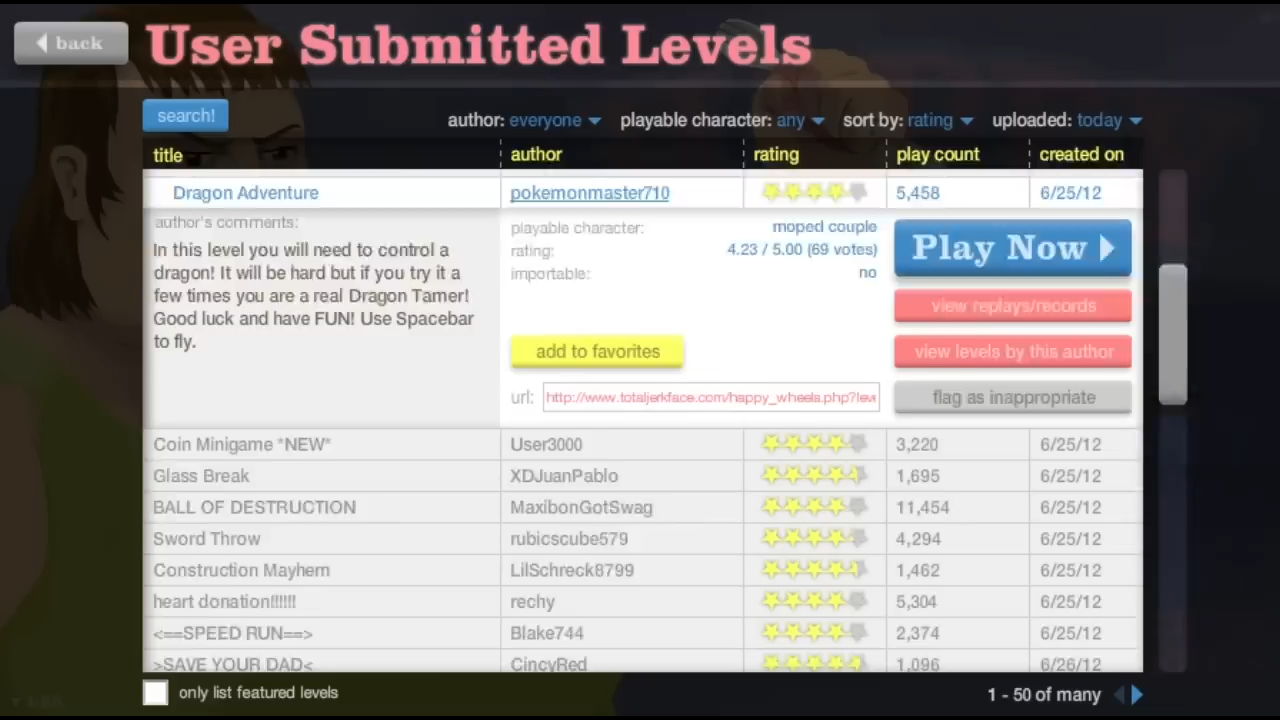 back
User Submitted Levels
search!
author: everyone playable character: any sort by: rating uploaded: today
title author rating play count created on
Dragon Adventure pokemonmaster710 5,458 6/25/12
author's comments:
In this level you will need to control a
dragon! It will be hard but if you try it a
few times you are a real Dragon Tamer!
Good luck and have FUN! Use Spacebar
to fly.
playable character: moped couple
rating: 4.23 / 5.00 (69 votes)
importable: no
add to favorites
url: http://www.totaljerkface.com/happy_wheels.php?leve
Play Now
view replays/records
view levels by this author
flag as inappropriate
Coin Minigame *NEW* User3000 3,220 6/25/12
Glass Break XDJuanPablo 1,695 6/25/12
BALL OF DESTRUCTION MaxibonGotSwag 11,454 6/25/12
Sword Throw rubicscube579 4,294 6/25/12
Construction Mayhem LilSchreck8799 1,462 6/25/12
heart donation!!!!!! rechy 5,304 6/25/12
<==SPEED RUN==> Blake744 2,374 6/25/12
>SAVE YOUR DAD< CincyRed 1,096 6/26/12
only list featured levels 1 - 50 of many